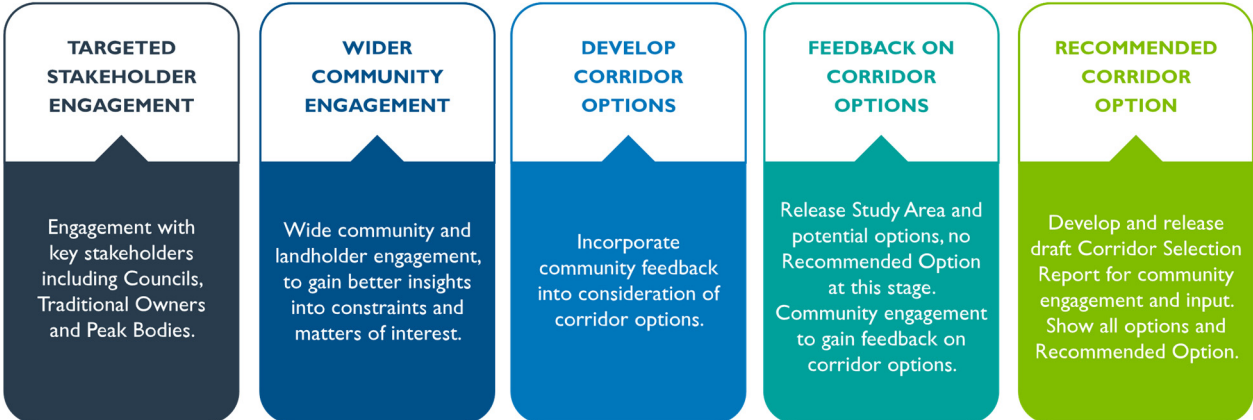 TARGETED
STAKEHOLDER
ENGAGEMENT
Engagement with
key stakeholders
including Councils,
Traditional Owners
and Peak Bodies.
WIDER
COMMUNITY
ENGAGEMENT
Wide community and
landholder engagement,
to gain better insights
into constraints and
matters of interest.
DEVELOP
CORRIDOR
OPTIONS
Incorporate
community feedback
into consideration of
corridor options.
FEEDBACK ON
CORRIDOR
OPTIONS
Release Study Area and
potential options, no
Recommended Option
at this stage.
Community engagement
to gain feedback on
corridor options.
RECOMMENDED
CORRIDOR
OPTION
Develop and release
draft Corridor Selection
Report for community
engagement and input.
Show all options and
Recommended Option.